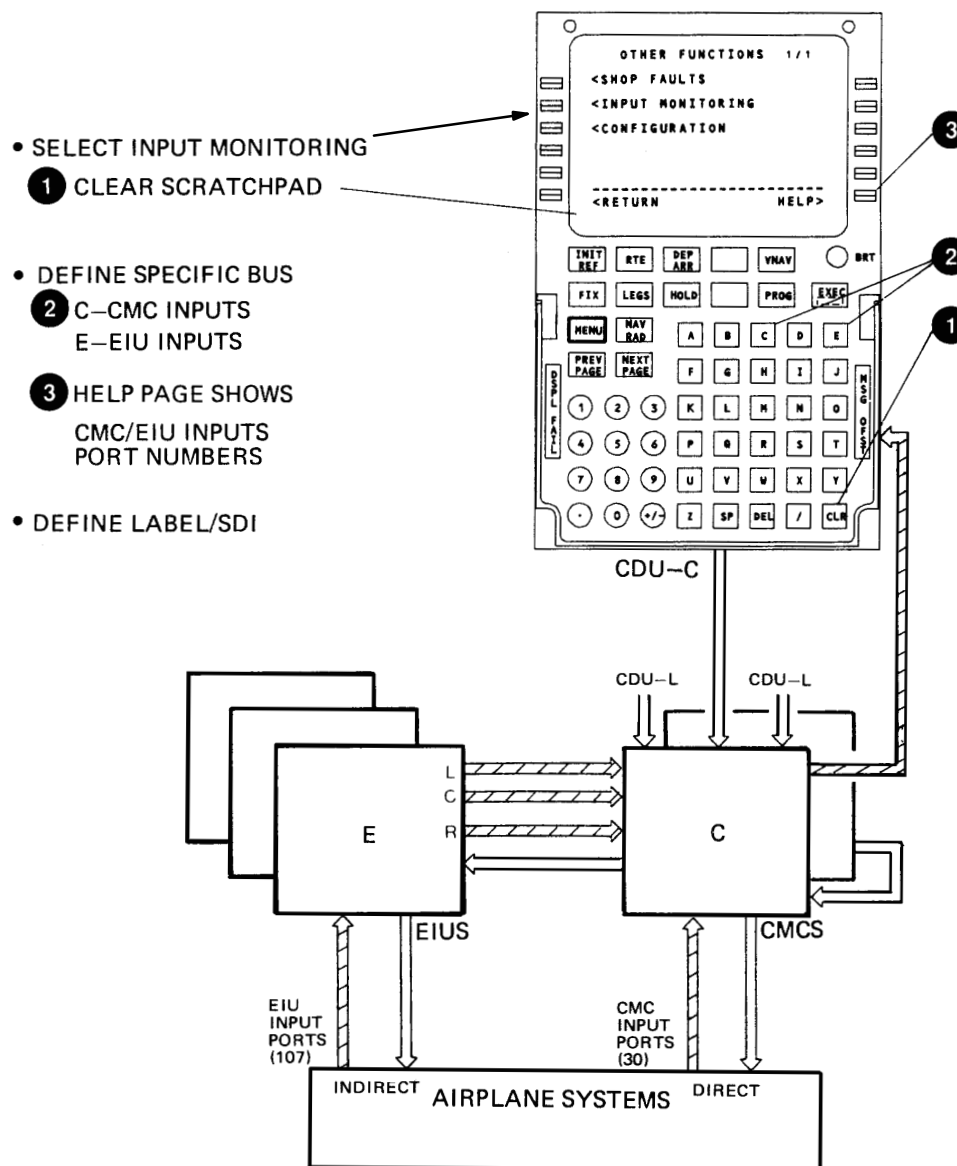 • SELECT INPUT MONITORING
1 CLEAR SCRATCHPAD
• DEFINE SPECIFIC BUS
2 C–CMC INPUTS
E–EIU INPUTS
3 HELP PAGE SHOWS
CMC/EIU INPUTS
PORT NUMBERS
• DEFINE LABEL/SDI
OTHER FUNCTIONS 1/1
<SHOP FAULTS
<INPUT MONITORING
<CONFIGURATION
<RETURN HELP>
3
2
1
INIT REF RTE DEP ARR VNAV BRT
FIX LEGS HOLD PROG EXEC
MENU NAV RAD A B C D E
PREV PAGE NEXT PAGE F G H I J
DSPL FAIL
MSG OFST
1 2 3 K L M N O
4 5 6 P Q R S T
7 8 9 U V W X Y
· 0 +/- Z SP DEL / CLR
CDU–C
CDU–L CDU–L
L
C
R
E
C
EIUS
CMCS
EIU
INPUT
PORTS
(107)
CMC
INPUT
PORTS
(30)
INDIRECT
AIRPLANE SYSTEMS
DIRECT